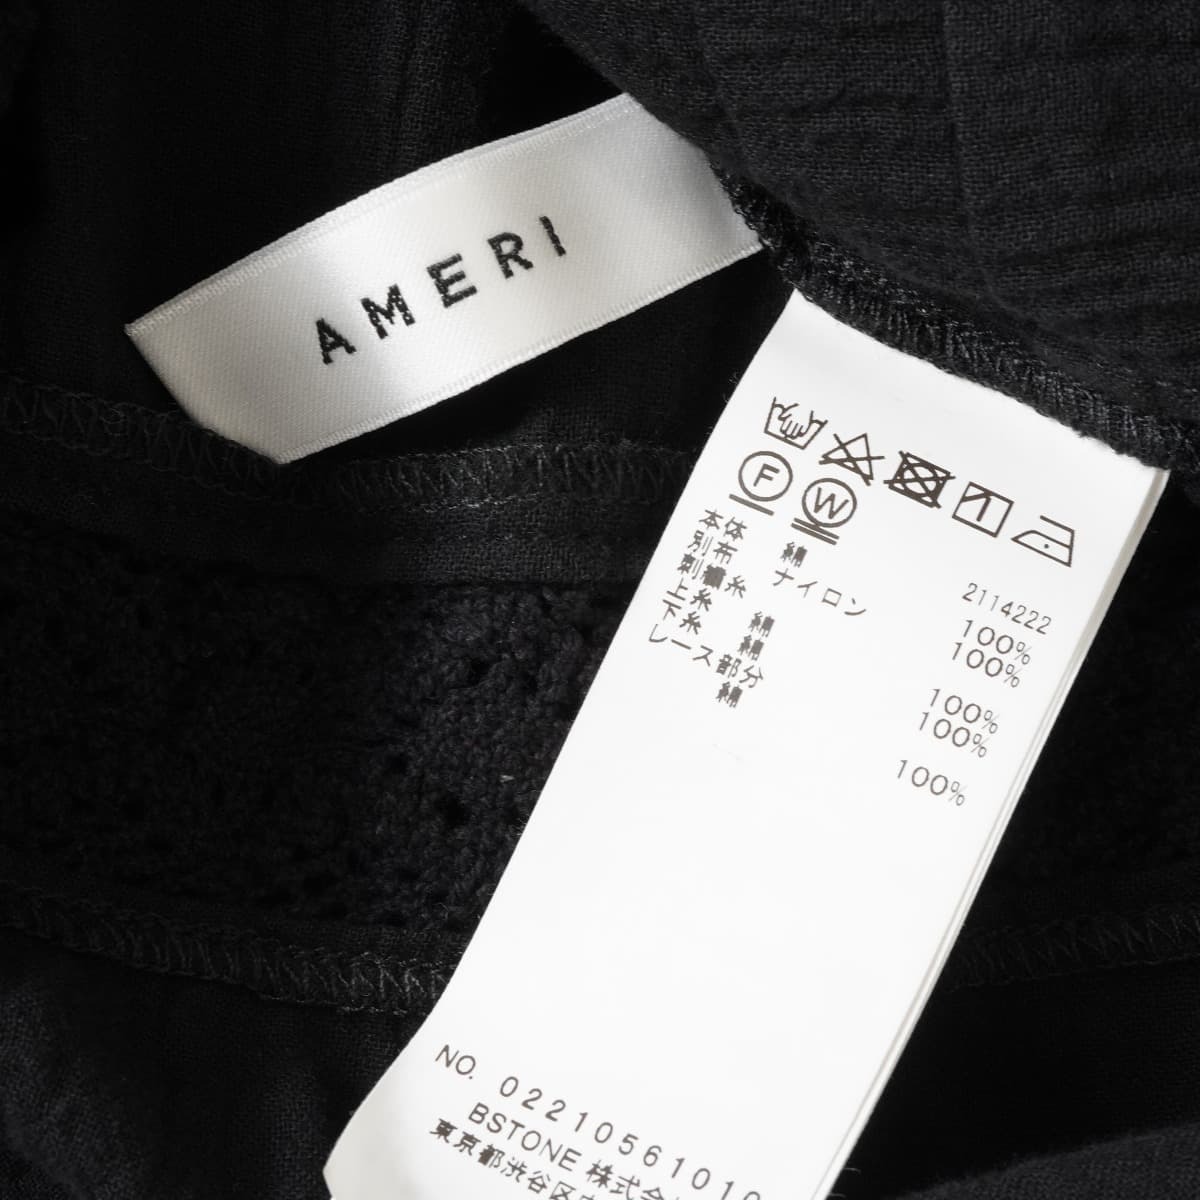 AMERI
F
W
2114222
本体 綿 100%
別布 ナイロン 100%
刺繍糸
上糸 綿 100%
下糸 綿 100%
レース部分
綿 100%
NO. 0221056101
BSTONE 株式会
東京都渋谷区